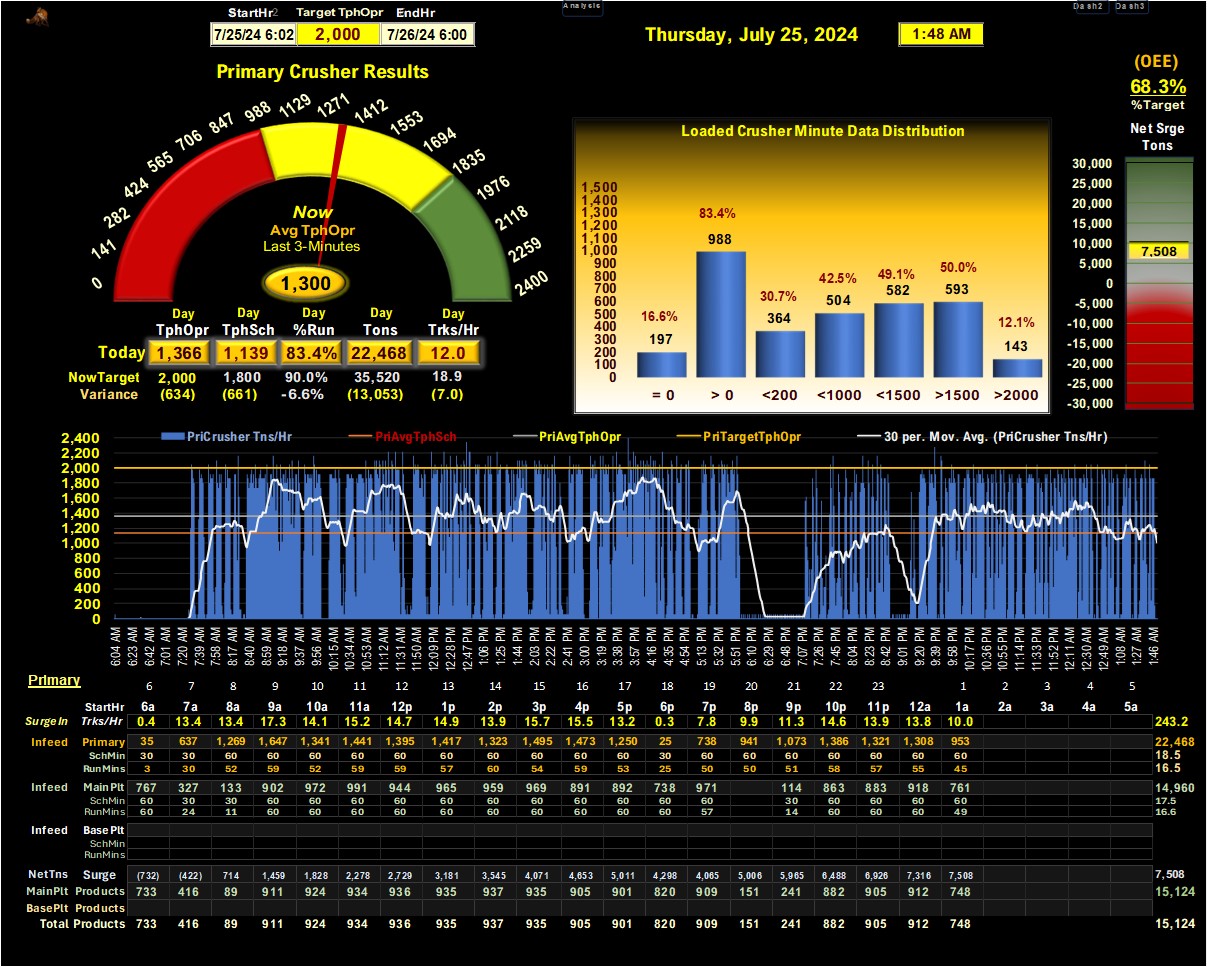 Analysis Dash2 Dash3
StartHr2 Target TphOpr EndHr
7/25/24 6:02 2,000 7/26/24 6:00
Thursday, July 25, 2024 1:48 AM
Primary Crusher Results
0 141 282 424 565 706 847 988 1129 1271 1412 1553 1694 1835 1976 2118 2259 2400
Now
Avg TphOpr
Last 3-Minutes
1,300
Day Day Day Day Day
TphOpr TphSch %Run Tons Trks/Hr
Today 1,366 1,139 83.4% 22,468 12.0
NowTarget 2,000 1,800 90.0% 35,520 18.9
Variance (634) (661) -6.6% (13,053) (7.0)
Loaded Crusher Minute Data Distribution
1,500
1,400
1,300
1,200
1,100
1,000
900
800
700
600
500
400
300
200
100
0
16.6% 83.4% 30.7% 42.5% 49.1% 50.0% 12.1%
197 988 364 504 582 593 143
= 0 > 0 <200 <1000 <1500 >1500 >2000
(OEE)
68.3%
%Target
Net Srge
Tons
30,000
25,000
20,000
15,000
10,000
5,000
0
-5,000
-10,000
-15,000
-20,000
-25,000
-30,000
7,508
PriCrusher Tns/Hr PriAvgTphSch PriAvgTphOpr PriTargetTphOpr 30 per. Mov. Avg. (PriCrusher Tns/Hr)
2,400
2,200
2,000
1,800
1,600
1,400
1,200
1,000
800
600
400
200
0
6:04 AM 6:23 AM 6:42 AM 7:01 AM 7:20 AM 7:39 AM 7:58 AM 8:17 AM 8:40 AM 8:59 AM 9:18 AM 9:37 AM 9:56 AM 10:15 AM 10:34 AM 10:53 AM 11:12 AM 11:31 AM 11:50 AM 12:09 PM 12:28 PM 12:47 PM 1:06 PM 1:25 PM 1:44 PM 2:03 PM 2:22 PM 2:41 PM 3:00 PM 3:19 PM 3:38 PM 3:57 PM 4:16 PM 4:35 PM 4:54 PM 5:13 PM 5:32 PM 5:51 PM 6:10 PM 6:29 PM 6:48 PM 7:07 PM 7:26 PM 7:45 PM 8:04 PM 8:23 PM 8:42 PM 9:01 PM 9:20 PM 9:39 PM 9:58 PM 10:17 PM 10:36 PM 10:55 PM 11:14 PM 11:33 PM 11:52 PM 12:11 AM 12:30 AM 12:49 AM 1:08 AM 1:27 AM 1:46 AM
Primary 6 7 8 9 10 11 12 13 14 15 16 17 18 19 20 21 22 23 1 2 3 4 5
StartHr 6a 7a 8a 9a 10a 11a 12p 1p 2p 3p 4p 5p 6p 7p 8p 9p 10p 11p 12a 1a 2a 3a 4a 5a
SurgeIn Trks/Hr 0.4 13.4 13.4 17.3 14.1 15.2 14.7 14.9 13.9 15.7 15.5 13.2 0.3 7.8 9.9 11.3 14.6 13.9 13.8 10.0 243.2
Infeed Primary 35 637 1,269 1,647 1,341 1,441 1,395 1,417 1,323 1,495 1,473 1,250 25 738 941 1,073 1,386 1,321 1,308 953 22,468
SchMin 30 30 60 60 60 60 60 60 60 60 60 60 30 60 60 60 60 60 60 60 18.5
RunMins 3 30 52 59 52 59 59 57 60 54 59 53 25 50 50 51 58 57 55 45 16.5
Infeed MainPlt 767 327 133 902 972 991 944 965 959 969 891 892 738 971 114 863 883 918 761 14,960
SchMin 60 30 30 60 60 60 60 60 60 60 60 60 60 60 30 60 60 60 60 17.5
RunMins 60 24 11 60 60 60 60 60 60 60 60 60 60 57 14 60 60 60 49 16.6
Infeed Base Plt
SchMin
RunMins
NetTns Surge (732) (422) 714 1,459 1,828 2,278 2,729 3,181 3,545 4,071 4,653 5,011 4,298 4,065 5,006 5,965 6,488 6,926 7,316 7,508 7,508
MainPlt Products 733 416 89 911 924 934 936 935 937 935 905 901 820 909 151 241 882 905 912 748 15,124
BasePlt Products
Total Products 733 416 89 911 924 934 936 935 937 935 905 901 820 909 151 241 882 905 912 748 15,124